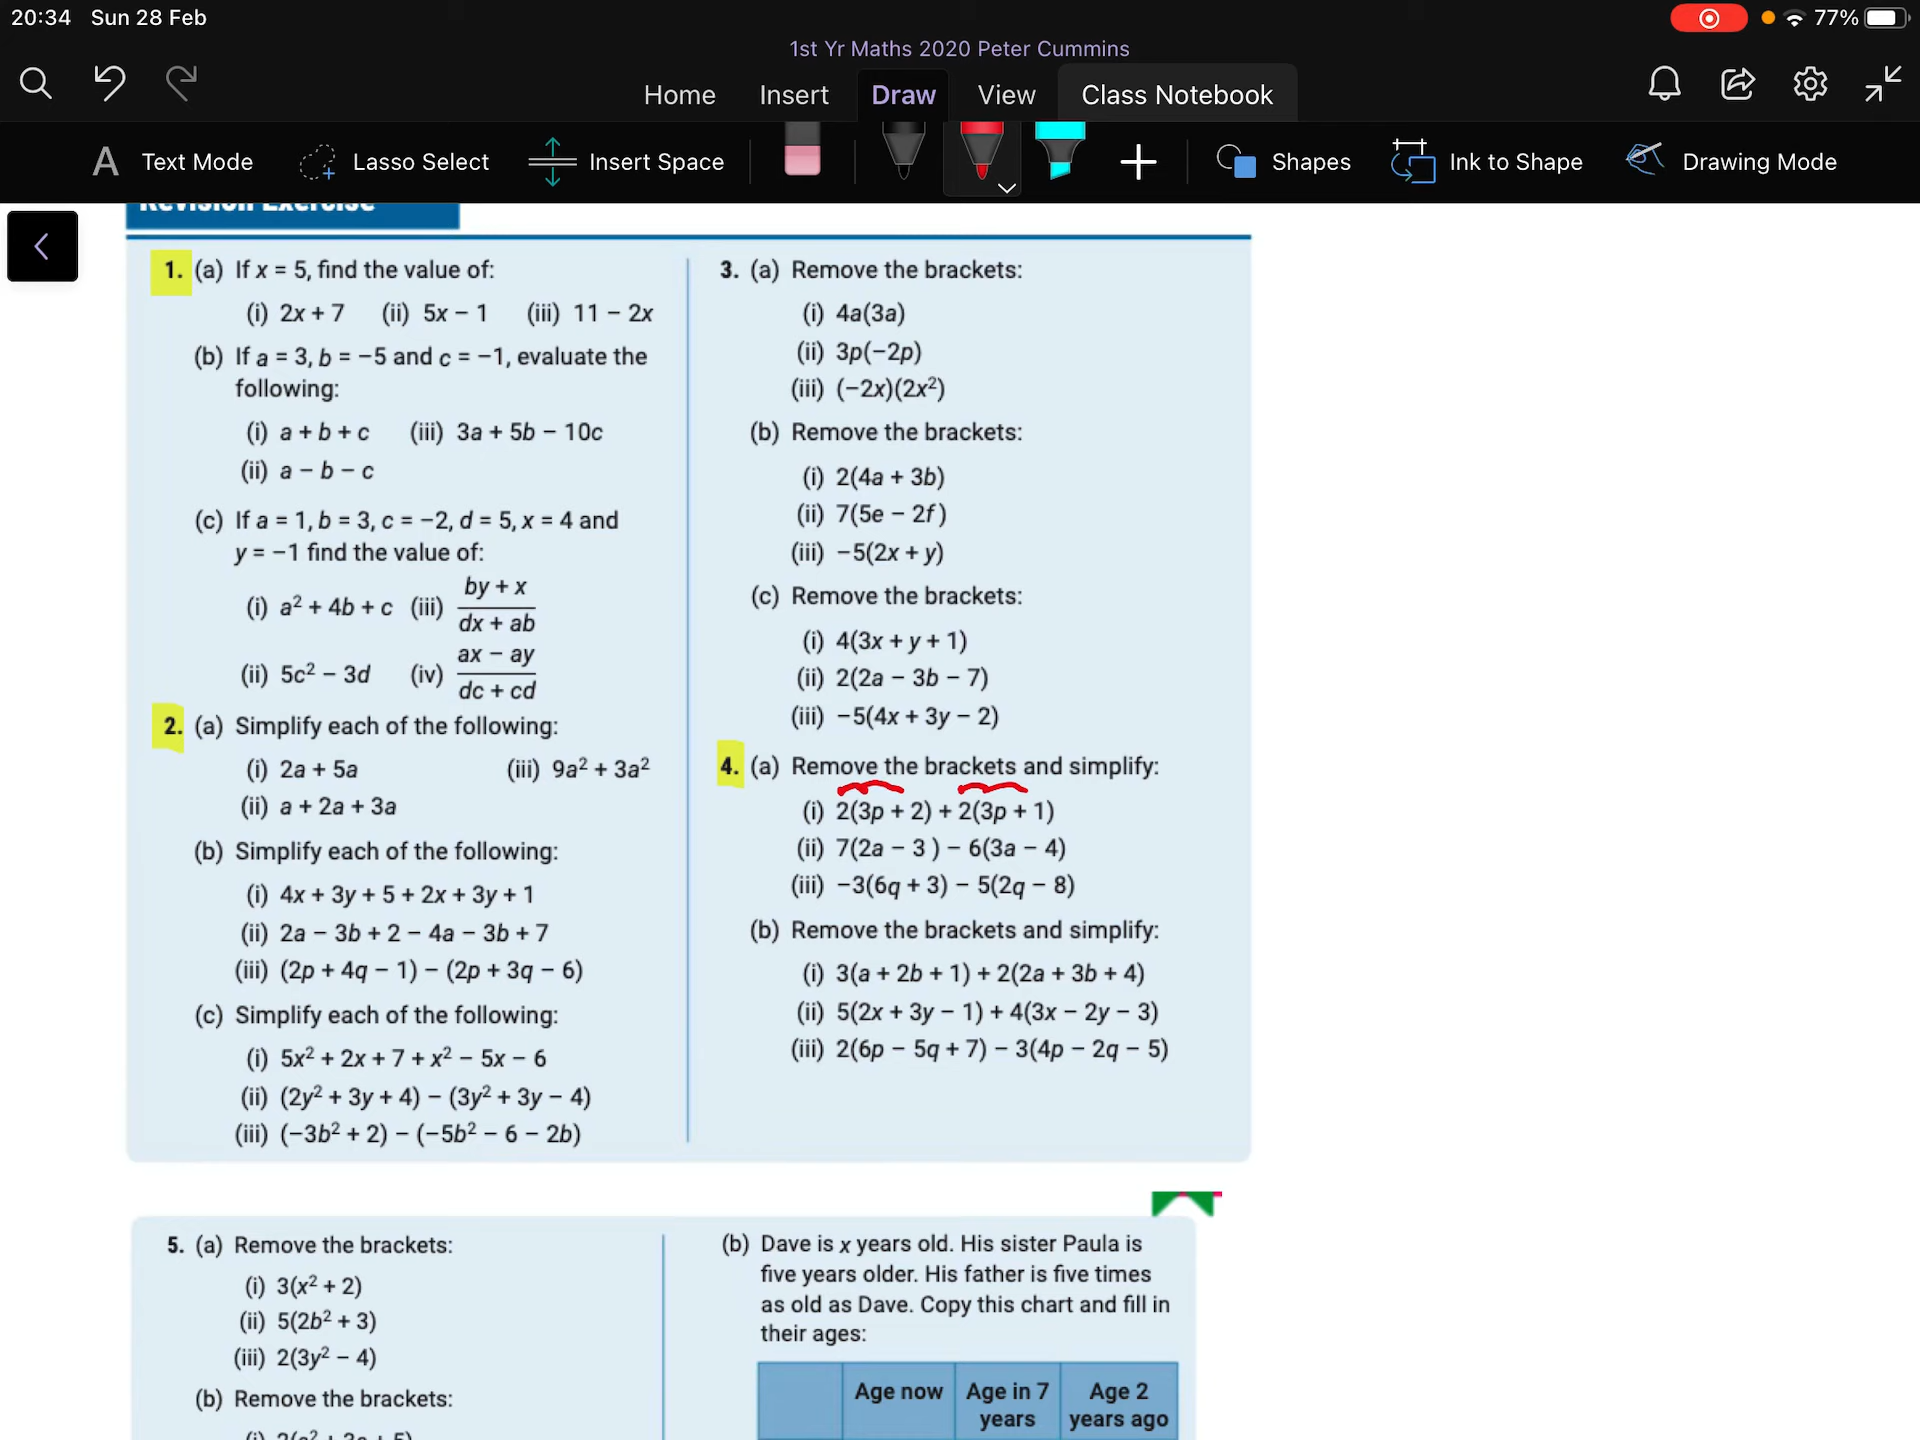 20:34 Sun 28 Feb
77%
1st Yr Maths 2020 Peter Cummins
Home Insert Draw View Class Notebook
A Text Mode Lasso Select Insert Space Shapes Ink to Shape Drawing Mode
Revision Exercise
1. (a) If x = 5, find the value of:
(i) 2x + 7 (ii) 5x − 1 (iii) 11 − 2x
(b) If a = 3, b = −5 and c = −1, evaluate the
following:
(i) a + b + c (iii) 3a + 5b − 10c
(ii) a − b − c
(c) If a = 1, b = 3, c = −2, d = 5, x = 4 and
y = −1 find the value of:
(i) a² + 4b + c (iii) by + x / dx + ab
(ii) 5c² − 3d (iv) ax − ay / dc + cd
2. (a) Simplify each of the following:
(i) 2a + 5a (iii) 9a² + 3a²
(ii) a + 2a + 3a
(b) Simplify each of the following:
(i) 4x + 3y + 5 + 2x + 3y + 1
(ii) 2a − 3b + 2 − 4a − 3b + 7
(iii) (2p + 4q − 1) − (2p + 3q − 6)
(c) Simplify each of the following:
(i) 5x² + 2x + 7 + x² − 5x − 6
(ii) (2y² + 3y + 4) − (3y² + 3y − 4)
(iii) (−3b² + 2) − (−5b² − 6 − 2b)
3. (a) Remove the brackets:
(i) 4a(3a)
(ii) 3p(−2p)
(iii) (−2x)(2x²)
(b) Remove the brackets:
(i) 2(4a + 3b)
(ii) 7(5e − 2f)
(iii) −5(2x + y)
(c) Remove the brackets:
(i) 4(3x + y + 1)
(ii) 2(2a − 3b − 7)
(iii) −5(4x + 3y − 2)
4. (a) Remove the brackets and simplify:
(i) 2(3p + 2) + 2(3p + 1)
(ii) 7(2a − 3 ) − 6(3a − 4)
(iii) −3(6q + 3) − 5(2q − 8)
(b) Remove the brackets and simplify:
(i) 3(a + 2b + 1) + 2(2a + 3b + 4)
(ii) 5(2x + 3y − 1) + 4(3x − 2y − 3)
(iii) 2(6p − 5q + 7) − 3(4p − 2q − 5)
5. (a) Remove the brackets:
(i) 3(x² + 2)
(ii) 5(2b² + 3)
(iii) 2(3y² − 4)
(b) Remove the brackets:
(b) Dave is x years old. His sister Paula is
five years older. His father is five times
as old as Dave. Copy this chart and fill in
their ages:
Age now Age in 7 Age 2
years years ago